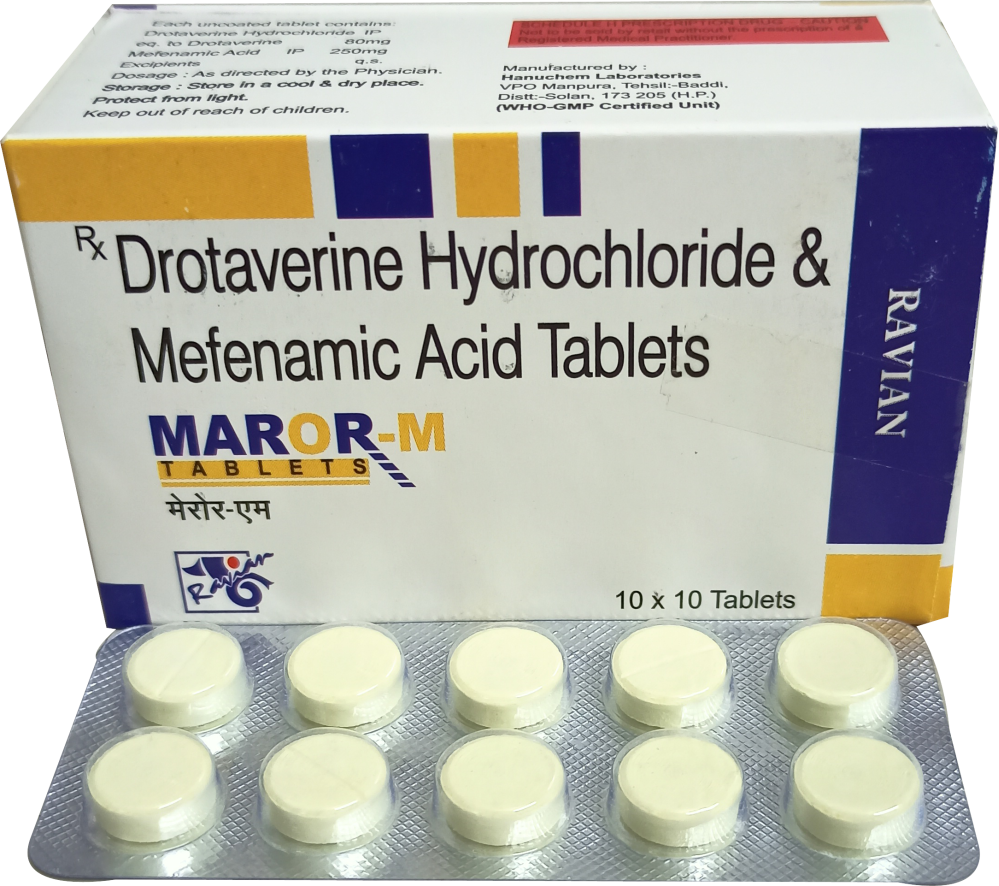 Each uncoated tablet contains:
Drotaverine Hydrochloride IP
eq. to Drotaverine 80mg
Mefenamic Acid IP 250mg
Excipients q.s.
Dosage : As directed by the Physician.
Storage : Store in a cool & dry place.
Protect from light.
Keep out of reach of children.
SCHEDULE H PRESCRIPTION DRUG - CAUTION
Not to be sold by retail without the prescription of a
Registered Medical Practitioner.
Manufactured by :
Hanuchem Laboratories
VPO Manpura, Tehsil:-Baddi,
Distt:-Solan, 173 205 (H.P.)
(WHO-GMP Certified Unit)
Rx Drotaverine Hydrochloride &
Mefenamic Acid Tablets
MAROR-M
TABLETS
मेरोर-एम
Ravian
10 x 10 Tablets
RAVIAN